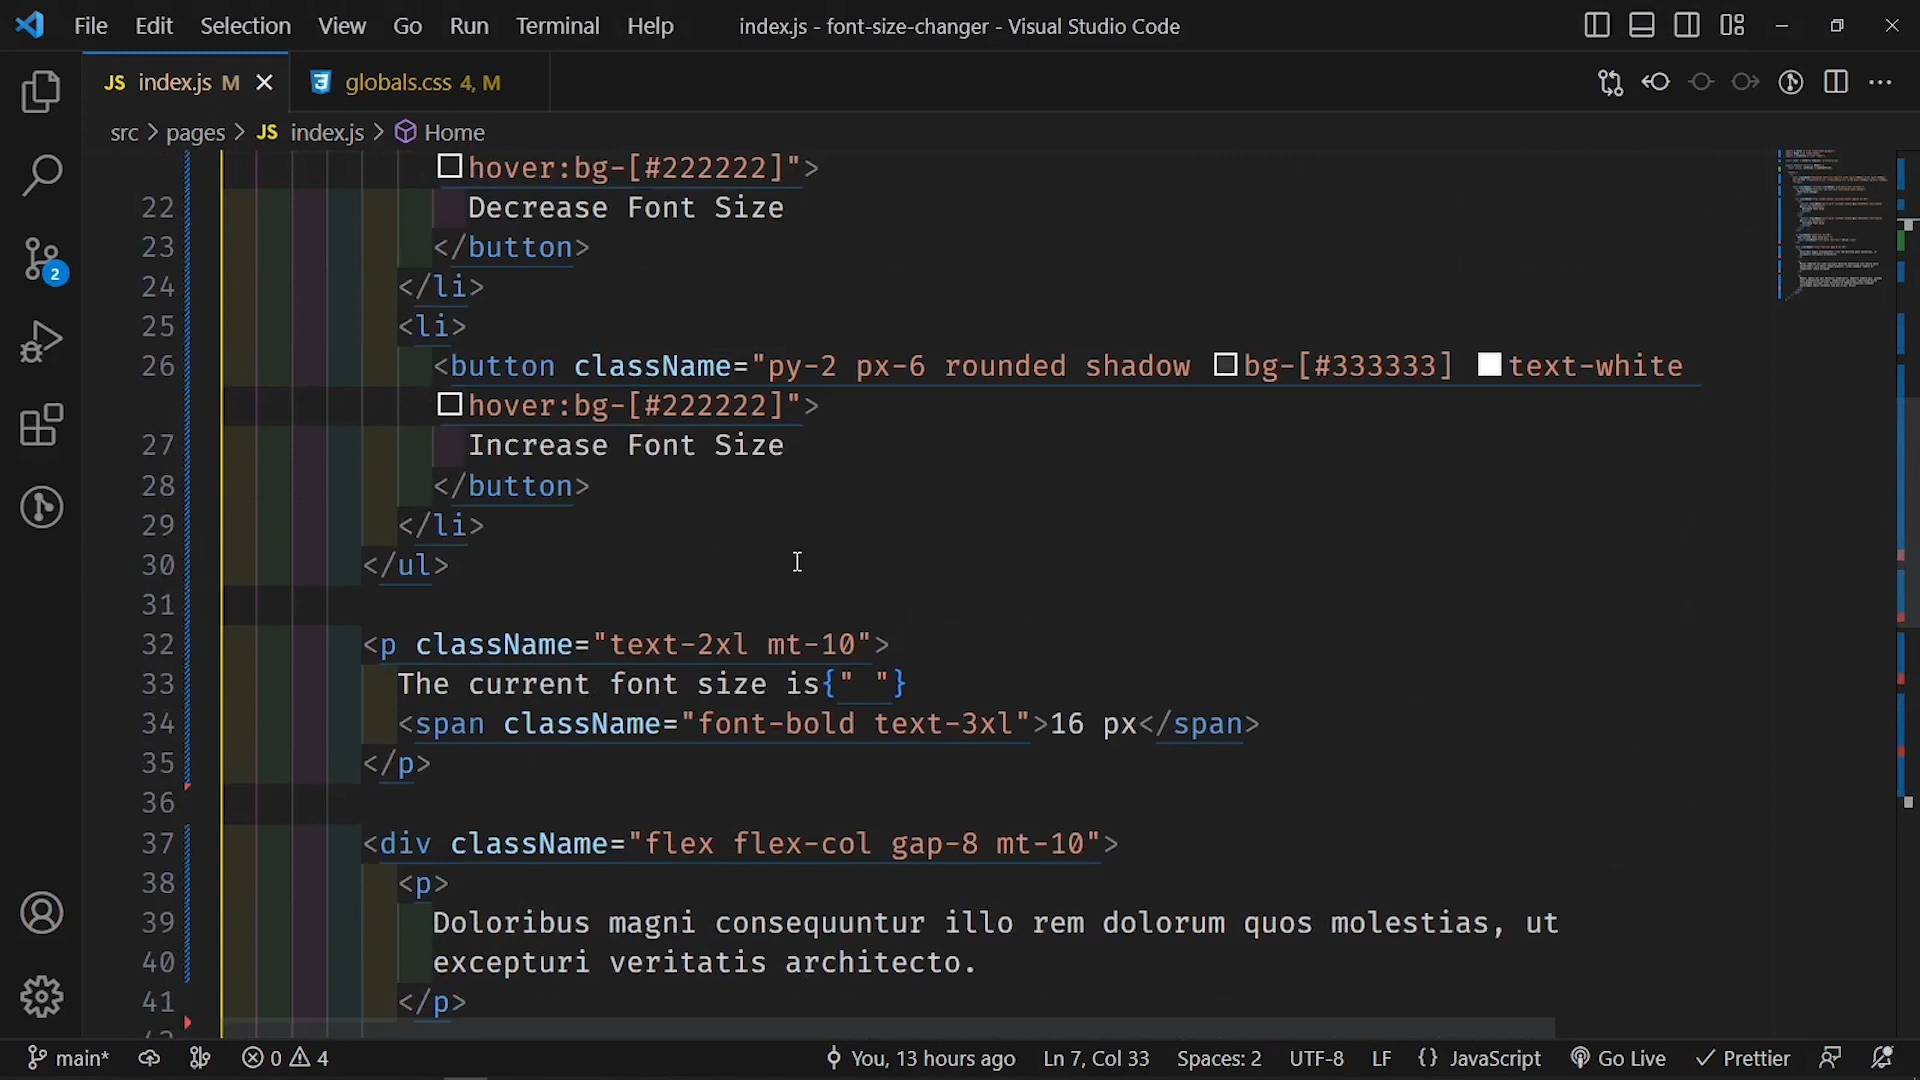 File Edit Selection View Go Run Terminal Help index.js - font-size-changer - Visual Studio Code
JS index.js M globals.css 4, M
src > pages > JS index.js > Home
hover:bg-[#222222]">
22 Decrease Font Size
23 </button>
24 </li>
25 <li>
26 <button className="py-2 px-6 rounded shadow bg-[#333333] text-white
hover:bg-[#222222]">
27 Increase Font Size
28 </button>
29 </li>
30 </ul>
31
32 <p className="text-2xl mt-10">
33 The current font size is{" "}
34 <span className="font-bold text-3xl">16 px</span>
35 </p>
36
37 <div className="flex flex-col gap-8 mt-10">
38 <p>
39 Doloribus magni consequuntur illo rem dolorum quos molestias, ut
40 excepturi veritatis architecto.
41 </p>
2
main* 0 4 You, 13 hours ago Ln 7, Col 33 Spaces: 2 UTF-8 LF {} JavaScript Go Live Prettier